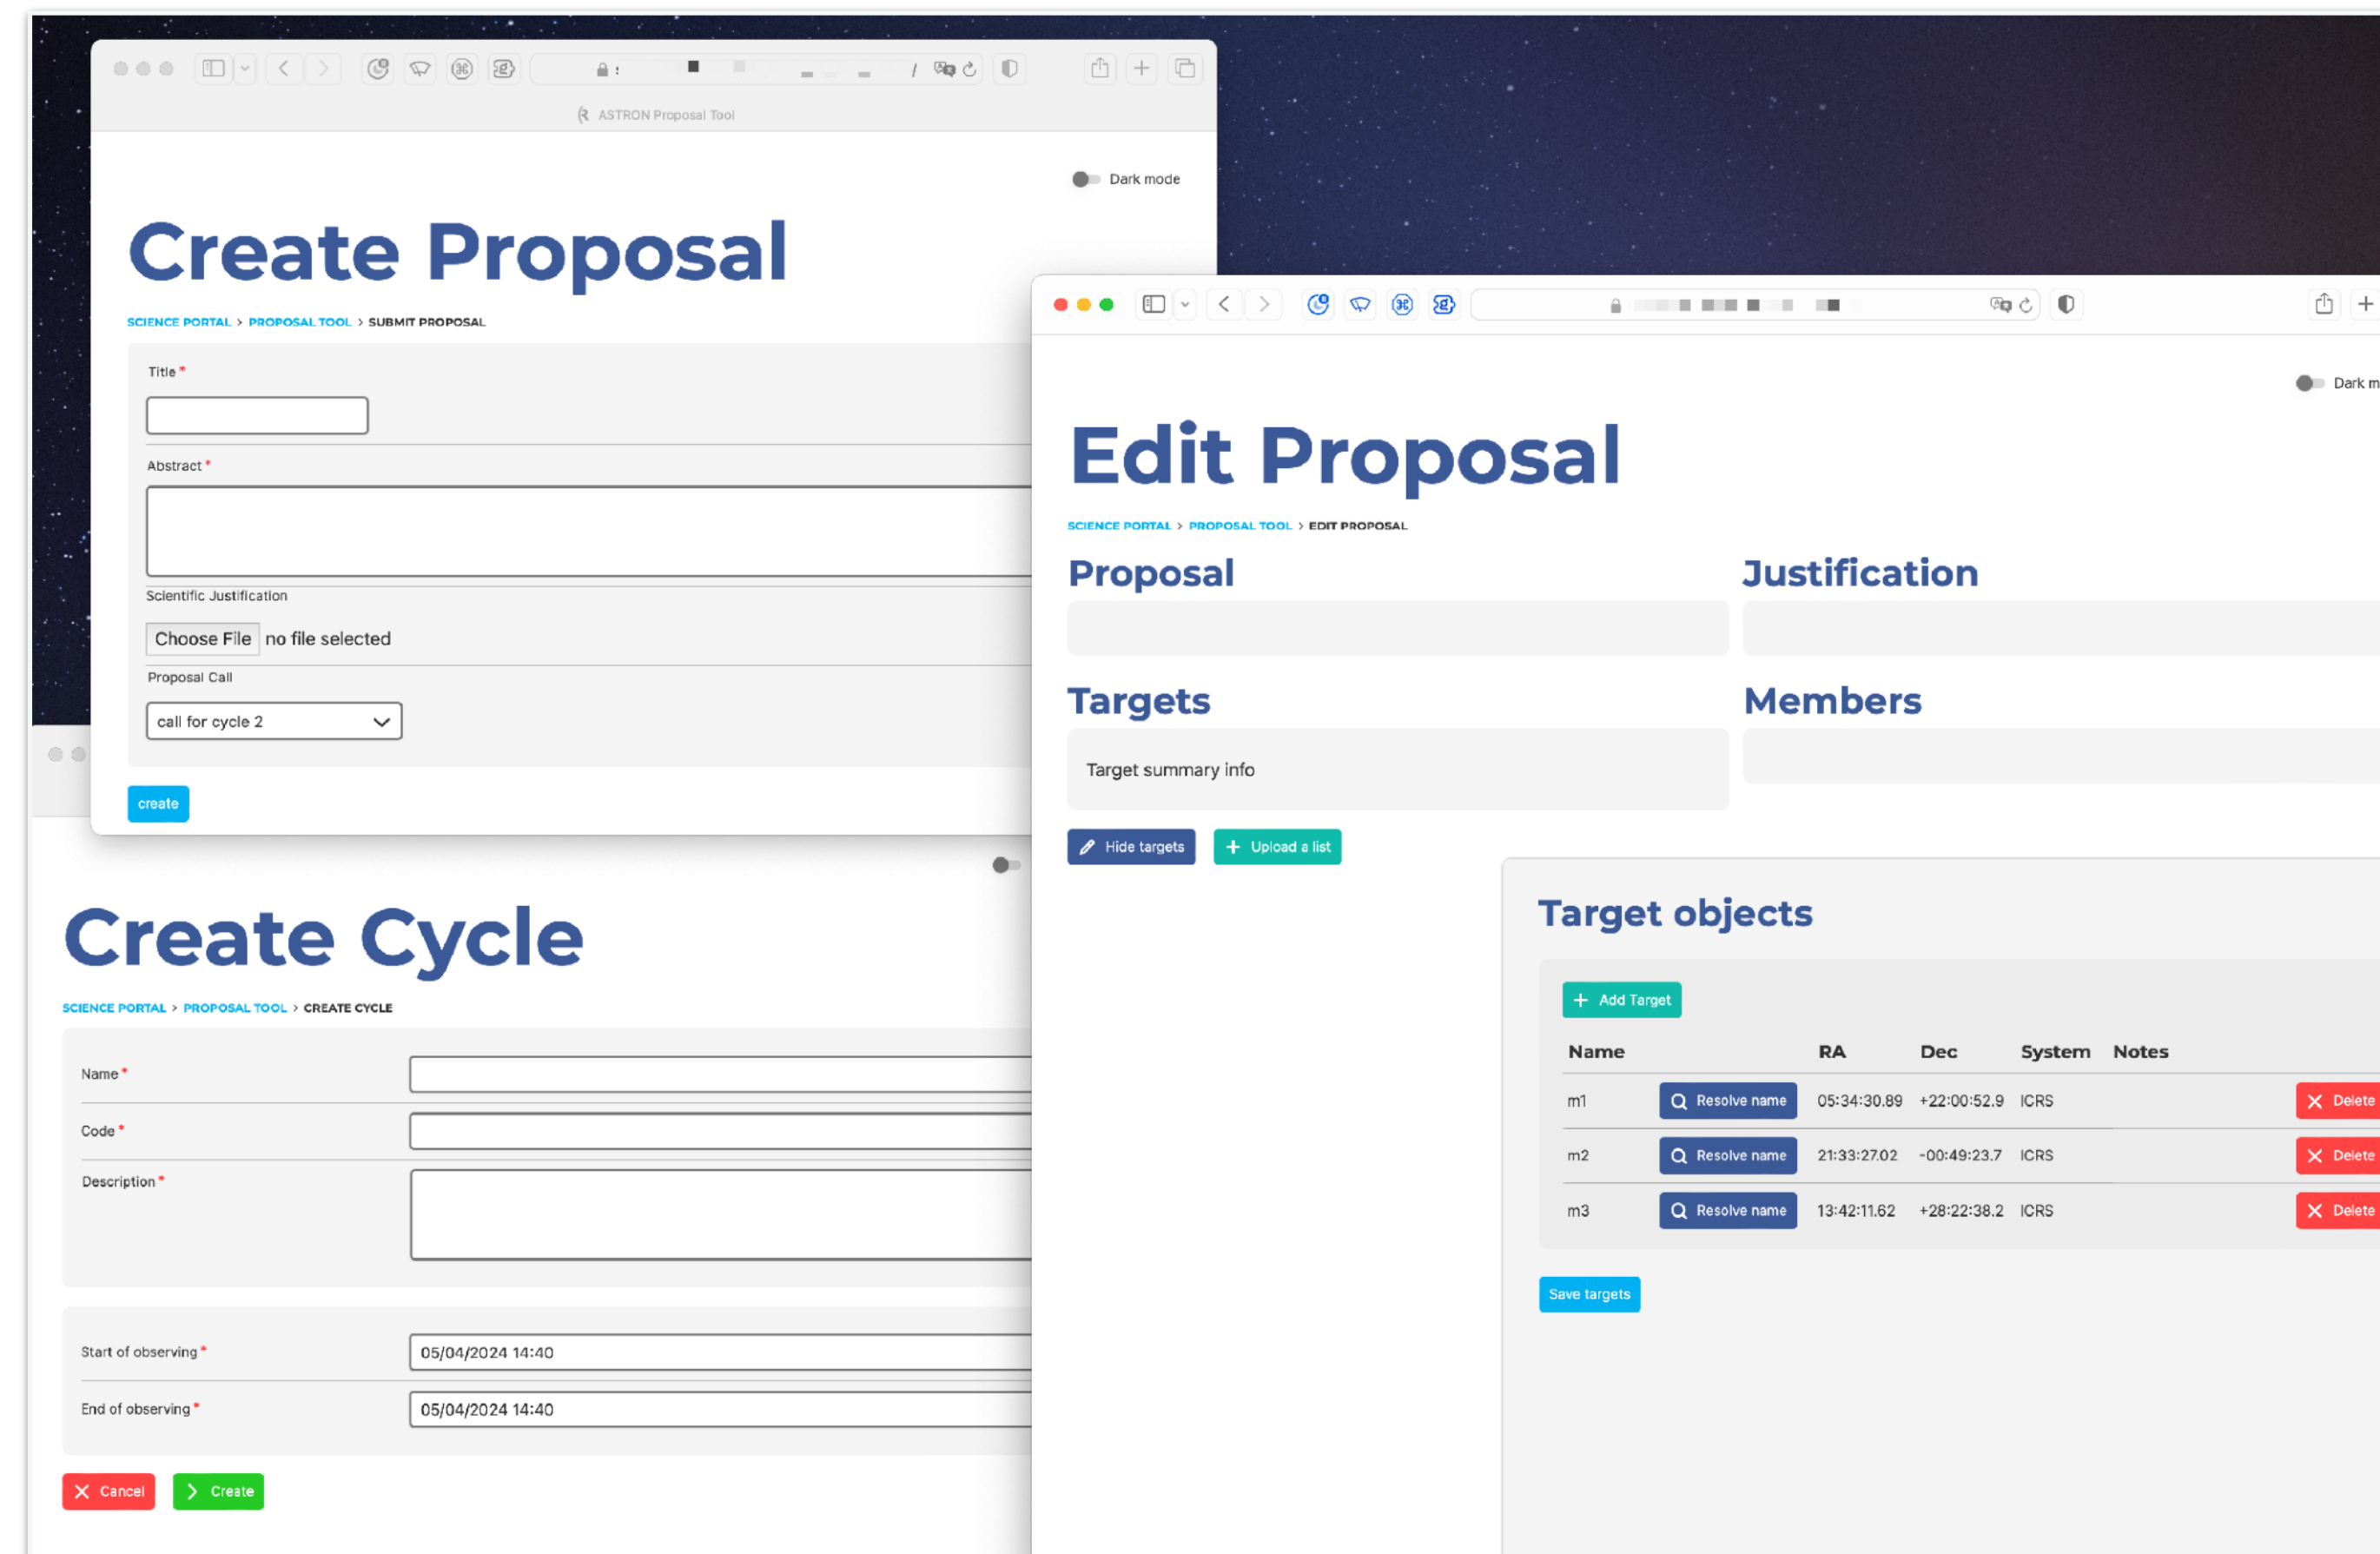 ASTRON Proposal Tool
Dark mode
Create Proposal
SCIENCE PORTAL > PROPOSAL TOOL > SUBMIT PROPOSAL
Title *
Abstract *
Scientific Justification
Choose File no file selected
Proposal Call
call for cycle 2
create
Create Cycle
SCIENCE PORTAL > PROPOSAL TOOL > CREATE CYCLE
Name *
Code *
Description *
Start of observing * 05/04/2024 14:40
End of observing * 05/04/2024 14:40
Cancel Create
Dark m
Edit Proposal
SCIENCE PORTAL > PROPOSAL TOOL > EDIT PROPOSAL
Proposal Justification
Targets Members
Target summary info
Hide targets + Upload a list
Target objects
+ Add Target
Name RA Dec System Notes
m1 Resolve name 05:34:30.89 +22:00:52.9 ICRS Delete
m2 Resolve name 21:33:27.02 -00:49:23.7 ICRS Delete
m3 Resolve name 13:42:11.62 +28:22:38.2 ICRS Delete
Save targets